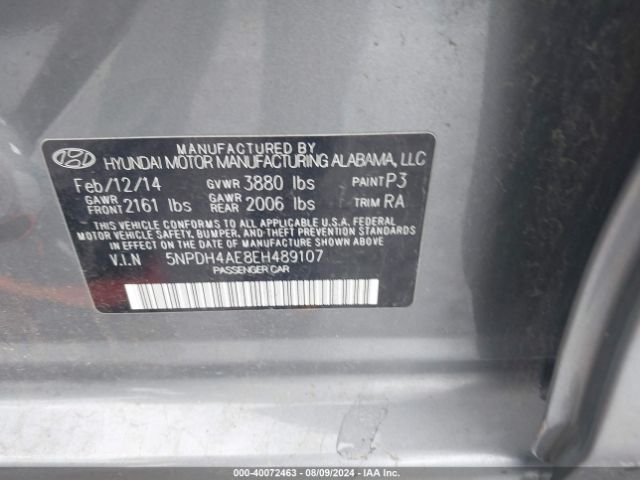 MANUFACTURED BY
HYUNDAI MOTOR MANUFACTURING ALABAMA, LLC
Feb/12/14 GVWR 3880 lbs PAINT P3
GAWR FRONT 2161 lbs GAWR REAR 2006 lbs TRIM RA
THIS VEHICLE CONFORMS TO ALL APPLICABLE U.S.A. FEDERAL
MOTOR VEHICLE SAFETY, BUMPER, AND THEFT PREVENTION STANDARDS
IN EFFECT ON THE DATE OF MANUFACTURE SHOWN ABOVE.
V.I.N 5NPDH4AE8EH489107
PASSENGER CAR
000-40072463 - 08/09/2024 - IAA Inc.